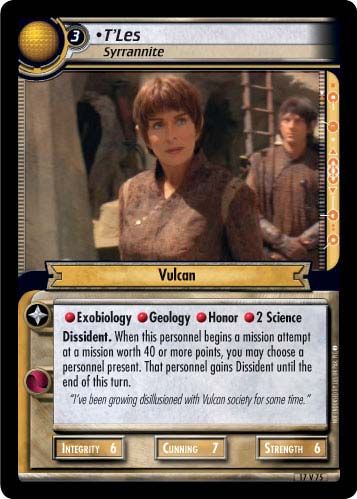 3 •T'Les
Syrrannite
Vulcan
• Exobiology • Geology • Honor • 2 Science
Dissident. When this personnel begins a mission attempt
at a mission worth 40 or more points, you may choose a
personnel present. That personnel gains Dissident until the
end of this turn.
"I've been growing disillusioned with Vulcan society for some time."
INTEGRITY 6 CUNNING 7 STRENGTH 6
17 V 75